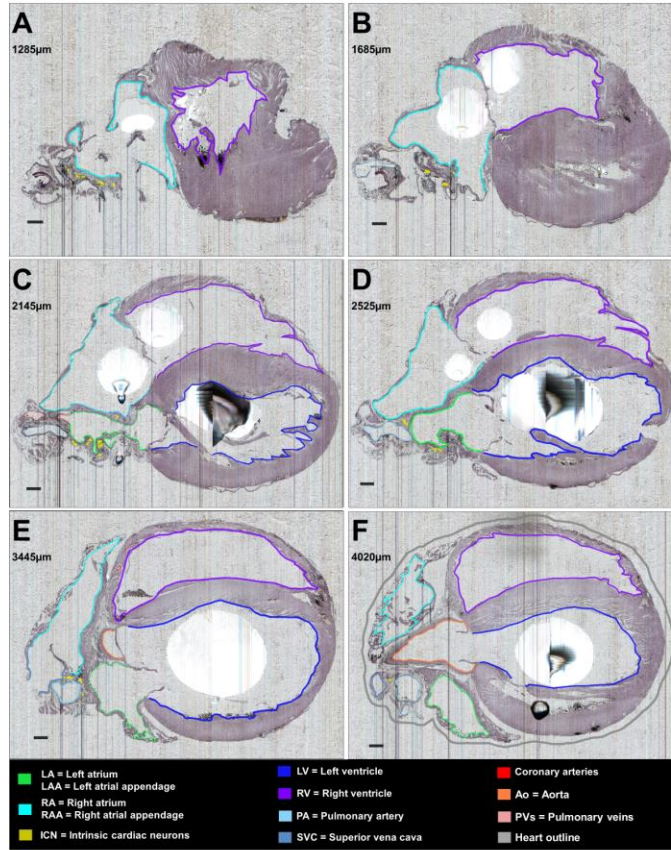 A
1285µm
B
1685µm
C
2145µm
D
2525µm
E
3445µm
F
4020µm
LA = Left atrium
LAA = Left atrial appendage
RA = Right atrium
RAA = Right atrial appendage
ICN = Intrinsic cardiac neurons
LV = Left ventricle
RV = Right ventricle
PA = Pulmonary artery
SVC = Superior vena cava
Coronary arteries
Ao = Aorta
PVs = Pulmonary veins
Heart outline